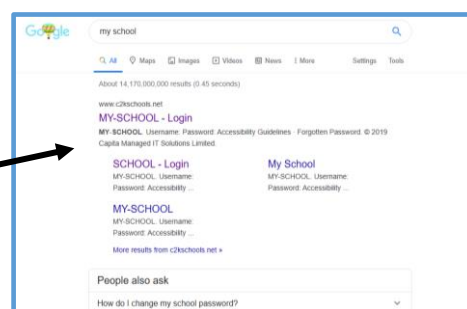 Google
my school
All Maps Images Videos News More Settings Tools
About 14,170,000,000 results (0.45 seconds)
www.c2kschools.net
MY-SCHOOL - Login
MY-SCHOOL. Username: Password: Accessibility Guidelines · Forgotten Password. © 2019
Capita Managed IT Solutions Limited.
SCHOOL - Login
MY-SCHOOL. Username:
Password: Accessibility ...
My School
MY-SCHOOL. Username:
Password: Accessibility ...
MY-SCHOOL
MY-SCHOOL. Username:
Password: Accessibility ...
More results from c2kschools.net »
People also ask
How do I change my school password?